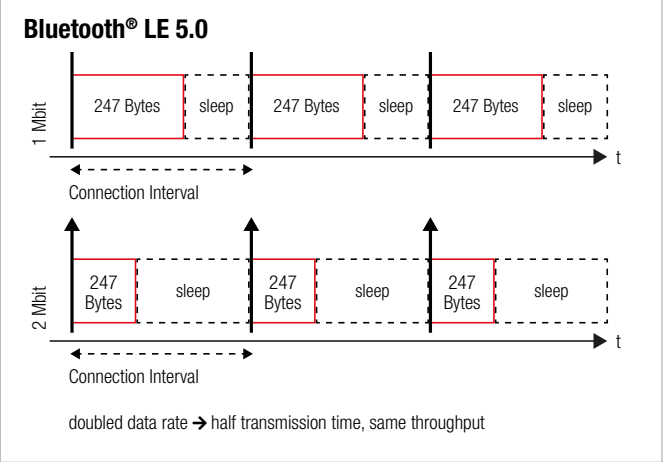 Bluetooth® LE 5.0
1 Mbit
247 Bytes sleep 247 Bytes sleep 247 Bytes sleep
t
Connection Interval
2 Mbit
247 Bytes sleep 247 Bytes sleep 247 Bytes sleep
t
Connection Interval
doubled data rate → half transmission time, same throughput